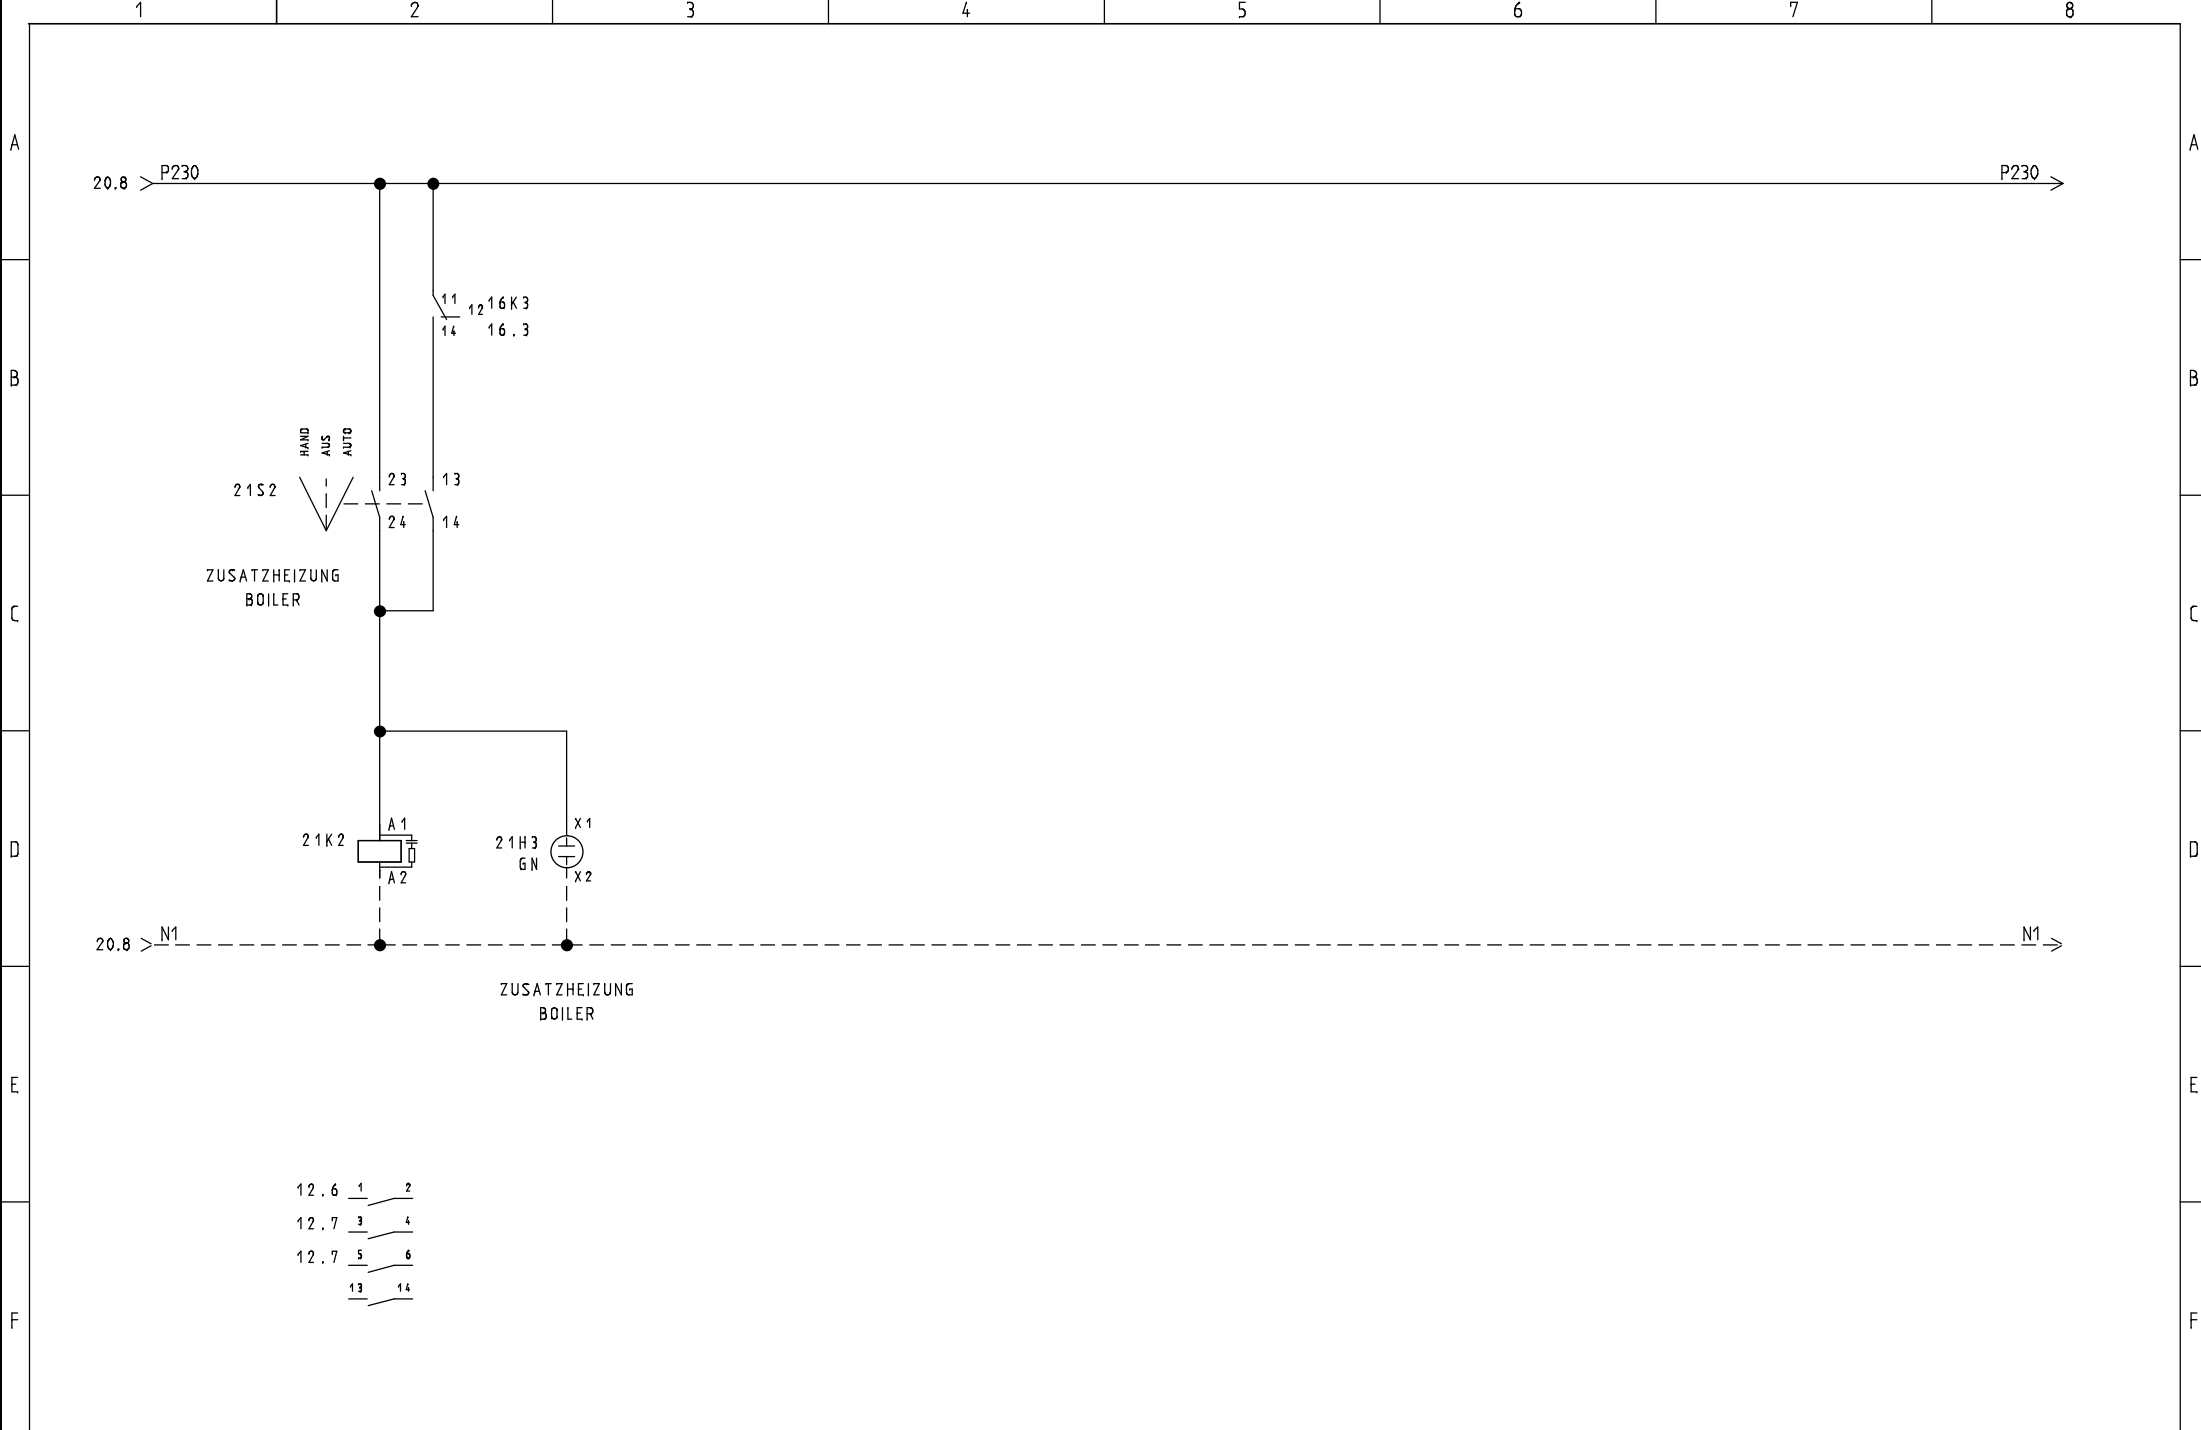 1 2 3 4 5 6 7 8
A A
20.8 P230 P230
11
12 16K3
14 16.3
B B
HAND
AUS
AUTO
21S2 23 13
24 14
ZUSATZHEIZUNG
BOILER
C C
A1 X1
21K2 21H3
GN
D D
A2 X2
20.8 N1 N1
ZUSATZHEIZUNG
BOILER
E E
12.6 1 2
12.7 3 4
12.7 5 6
13 14
F F